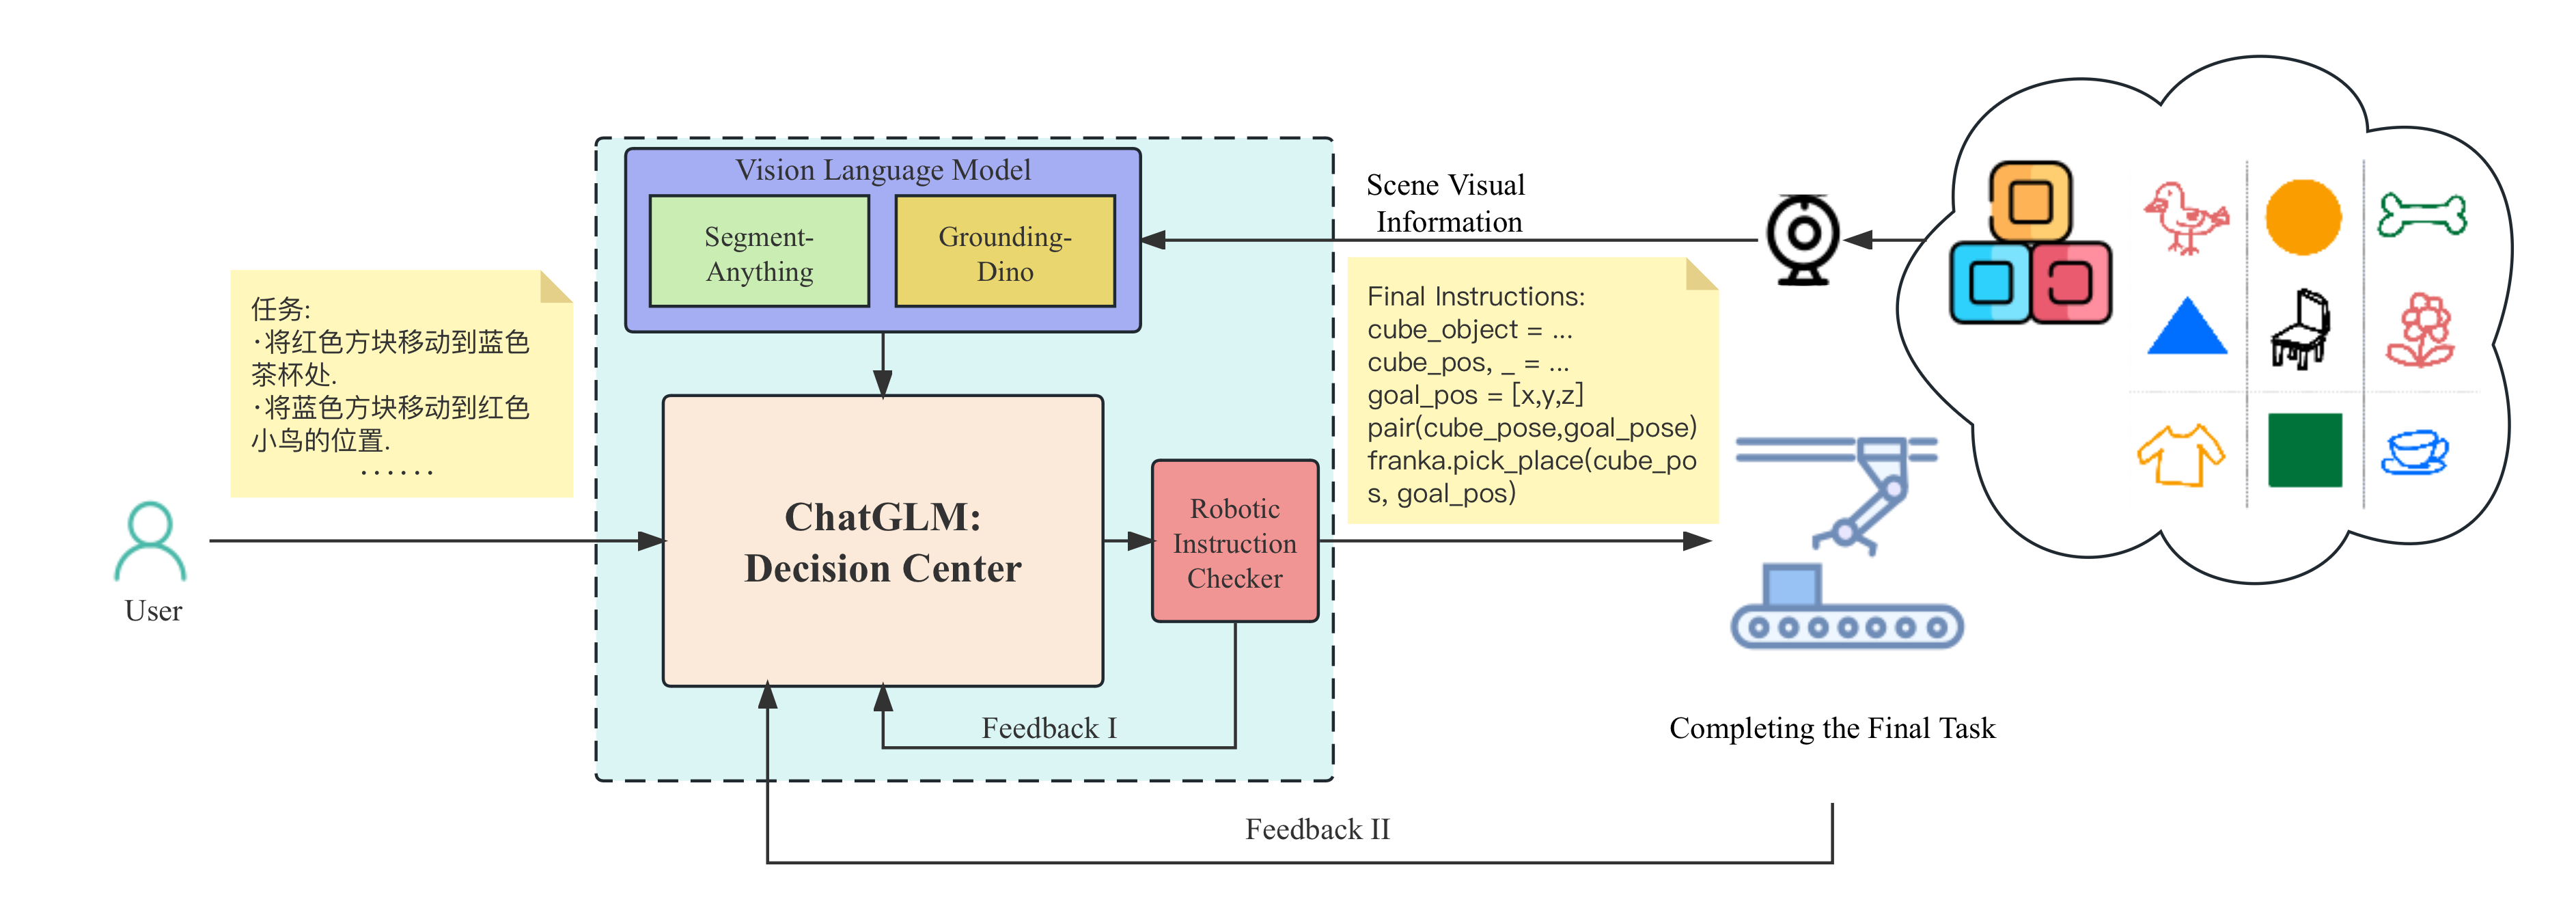 Vision Language Model
Segment-
Anything
Grounding-
Dino
Scene Visual
Information
任务:
·将红色方块移动到蓝色
茶杯处.
·将蓝色方块移动到红色
小鸟的位置.
······
Final Instructions:
cube_object = ...
cube_pos, _ = ...
goal_pos = [x,y,z]
pair(cube_pose,goal_pose)
franka.pick_place(cube_po
s, goal_pos)
User
ChatGLM:
Decision Center
Robotic
Instruction
Checker
Feedback I
Completing the Final Task
Feedback II